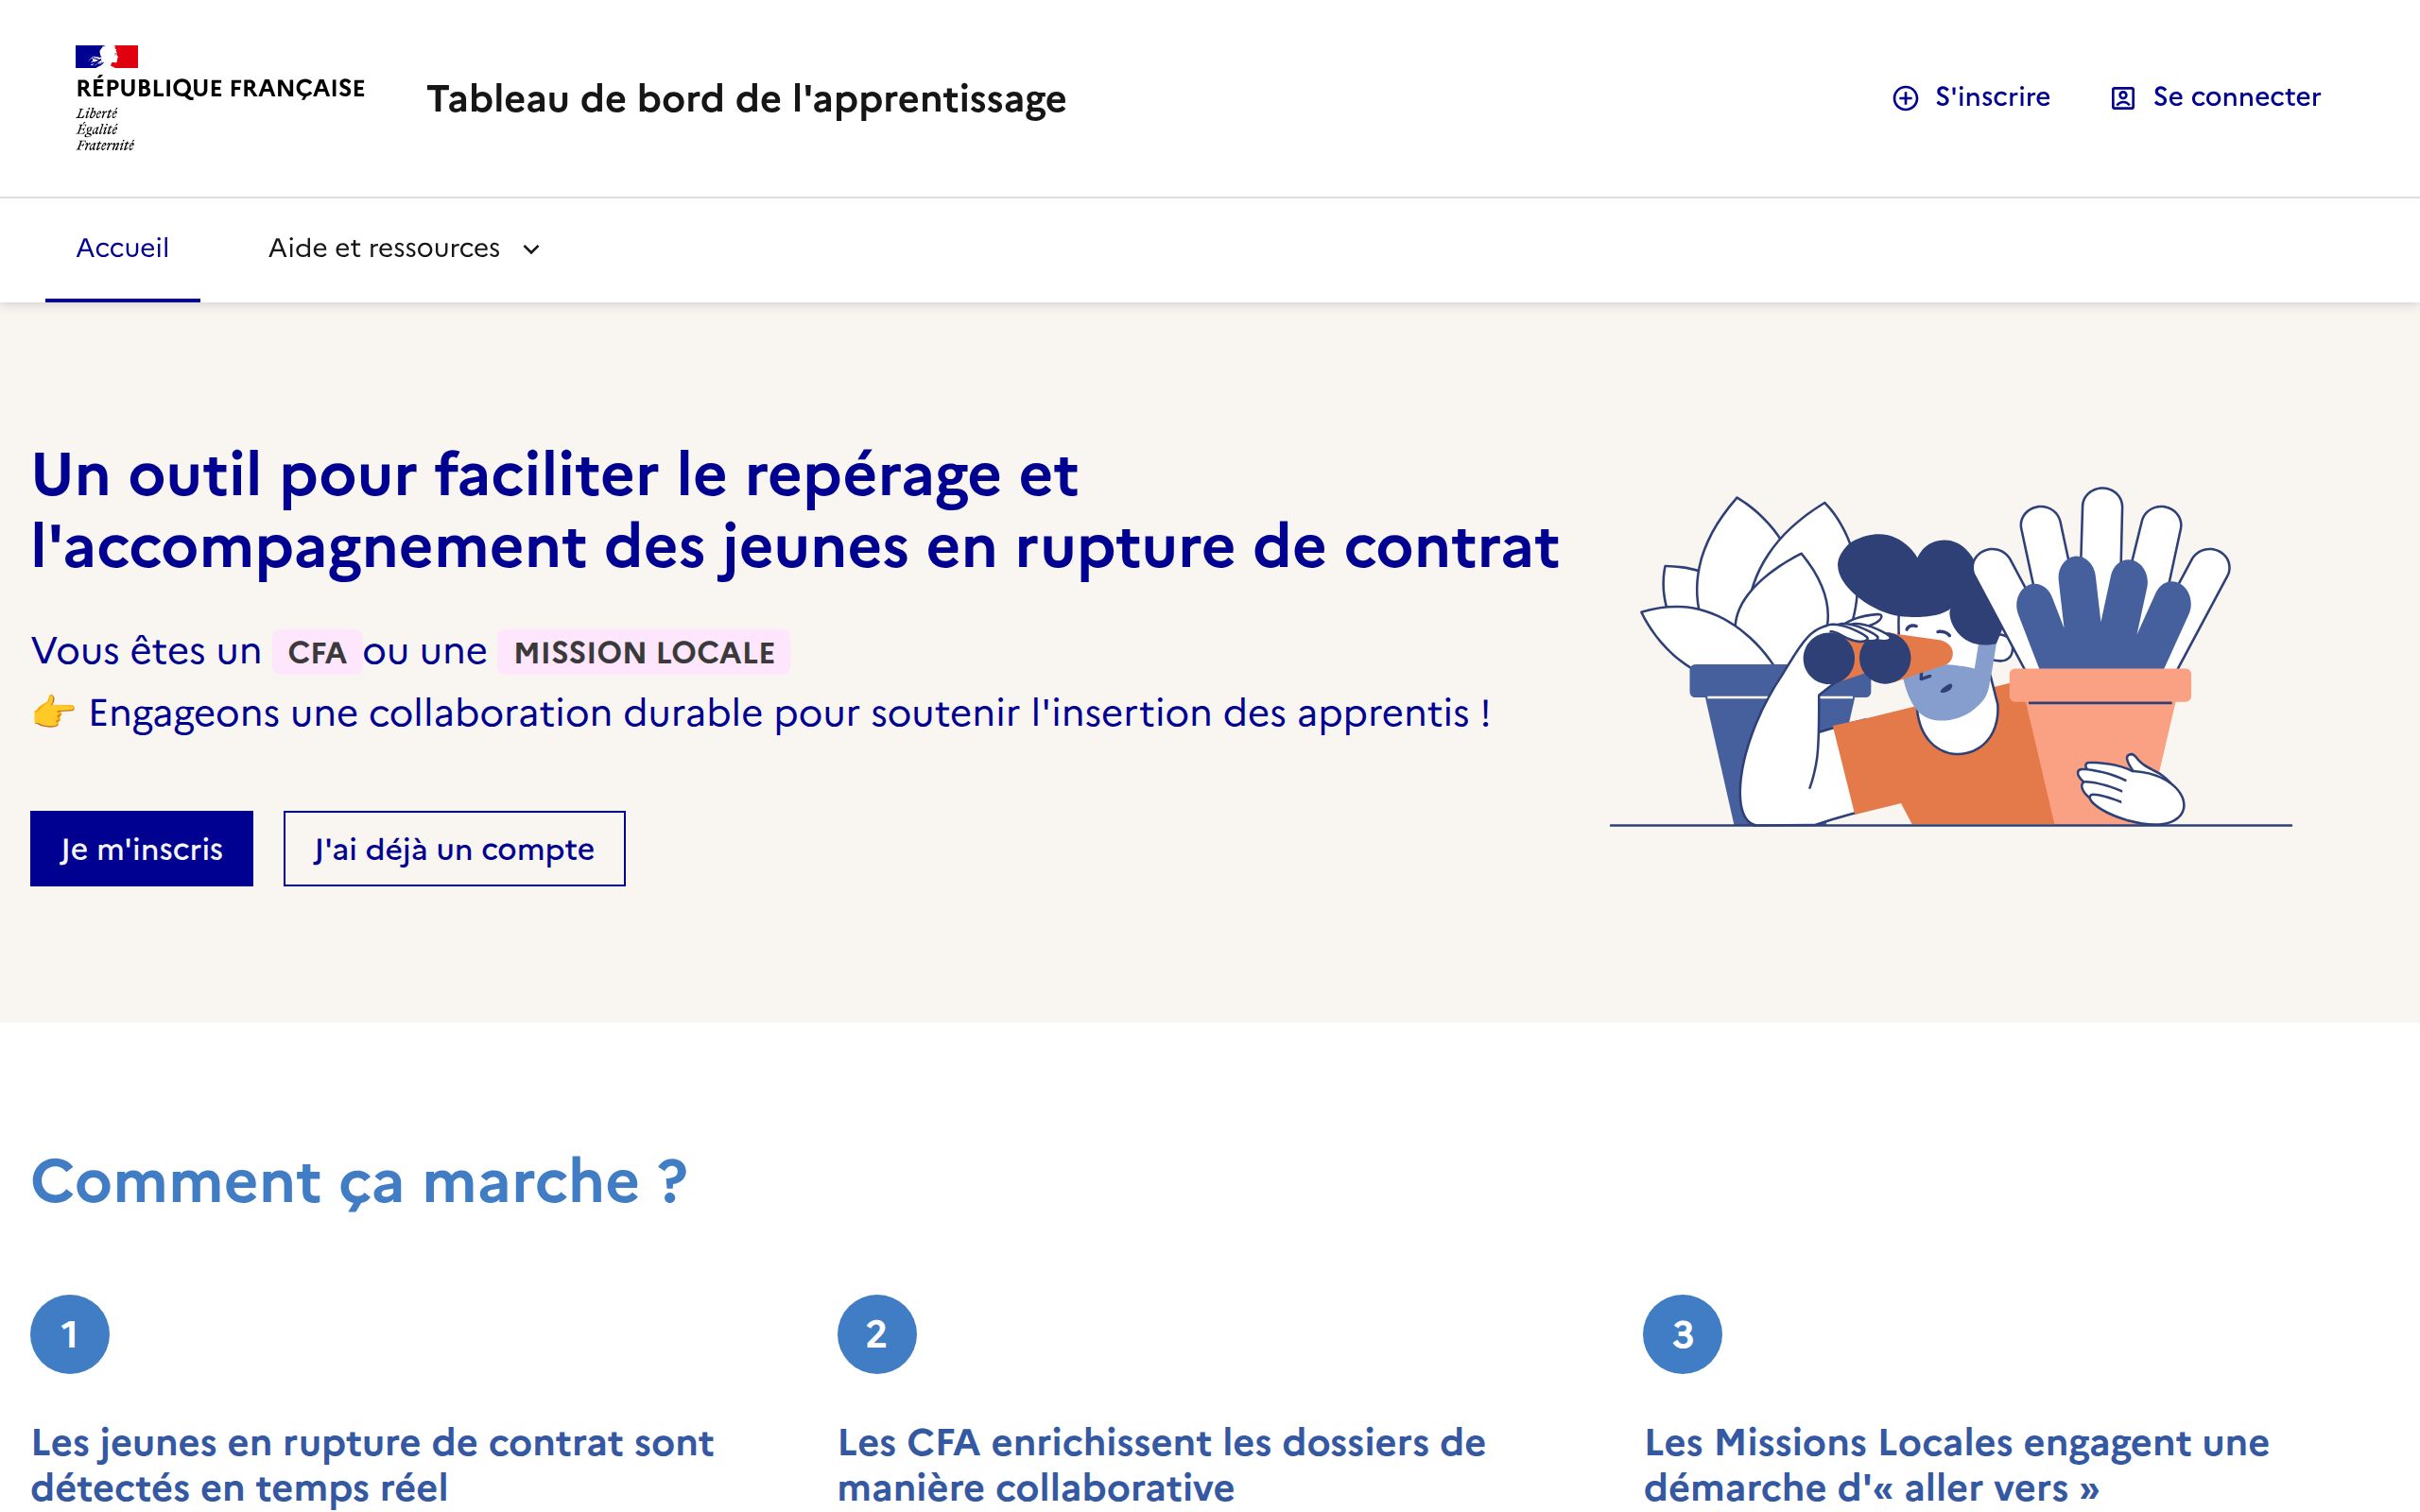 RÉPUBLIQUE FRANÇAISE
Liberté
Égalité
Fraternité
Tableau de bord de l'apprentissage
S'inscrire
Se connecter
Accueil
Aide et ressources
Un outil pour faciliter le repérage et
l'accompagnement des jeunes en rupture de contrat
Vous êtes un CFA ou une MISSION LOCALE
👉 Engageons une collaboration durable pour soutenir l'insertion des apprentis !
Je m'inscris
J'ai déjà un compte
Comment ça marche ?
1
Les jeunes en rupture de contrat sont
détectés en temps réel
2
Les CFA enrichissent les dossiers de
manière collaborative
3
Les Missions Locales engagent une
démarche d'« aller vers »